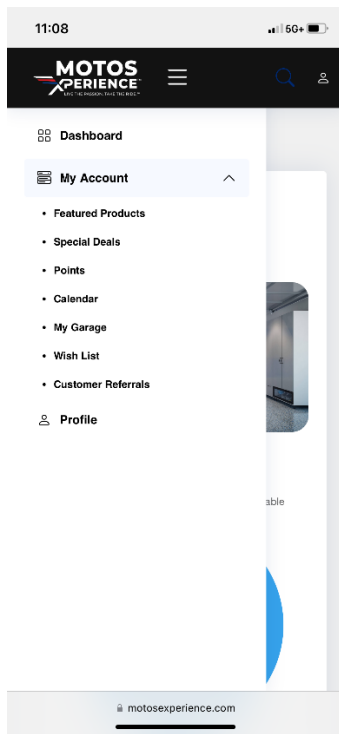 11:08
5G+
MOTOS
XPERIENCE
LIVE THE PASSION. TAKE THE RIDE
Dashboard
My Account
• Featured Products
• Special Deals
• Points
• Calendar
• My Garage
• Wish List
• Customer Referrals
Profile
able
motosexperience.com